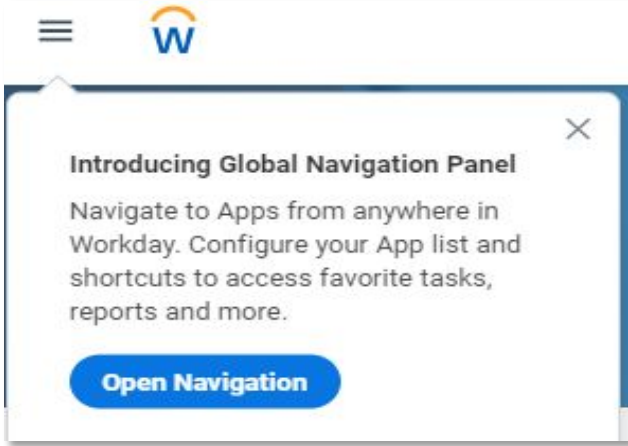 W
Introducing Global Navigation Panel
Navigate to Apps from anywhere in
Workday. Configure your App list and
shortcuts to access favorite tasks,
reports and more.
Open Navigation